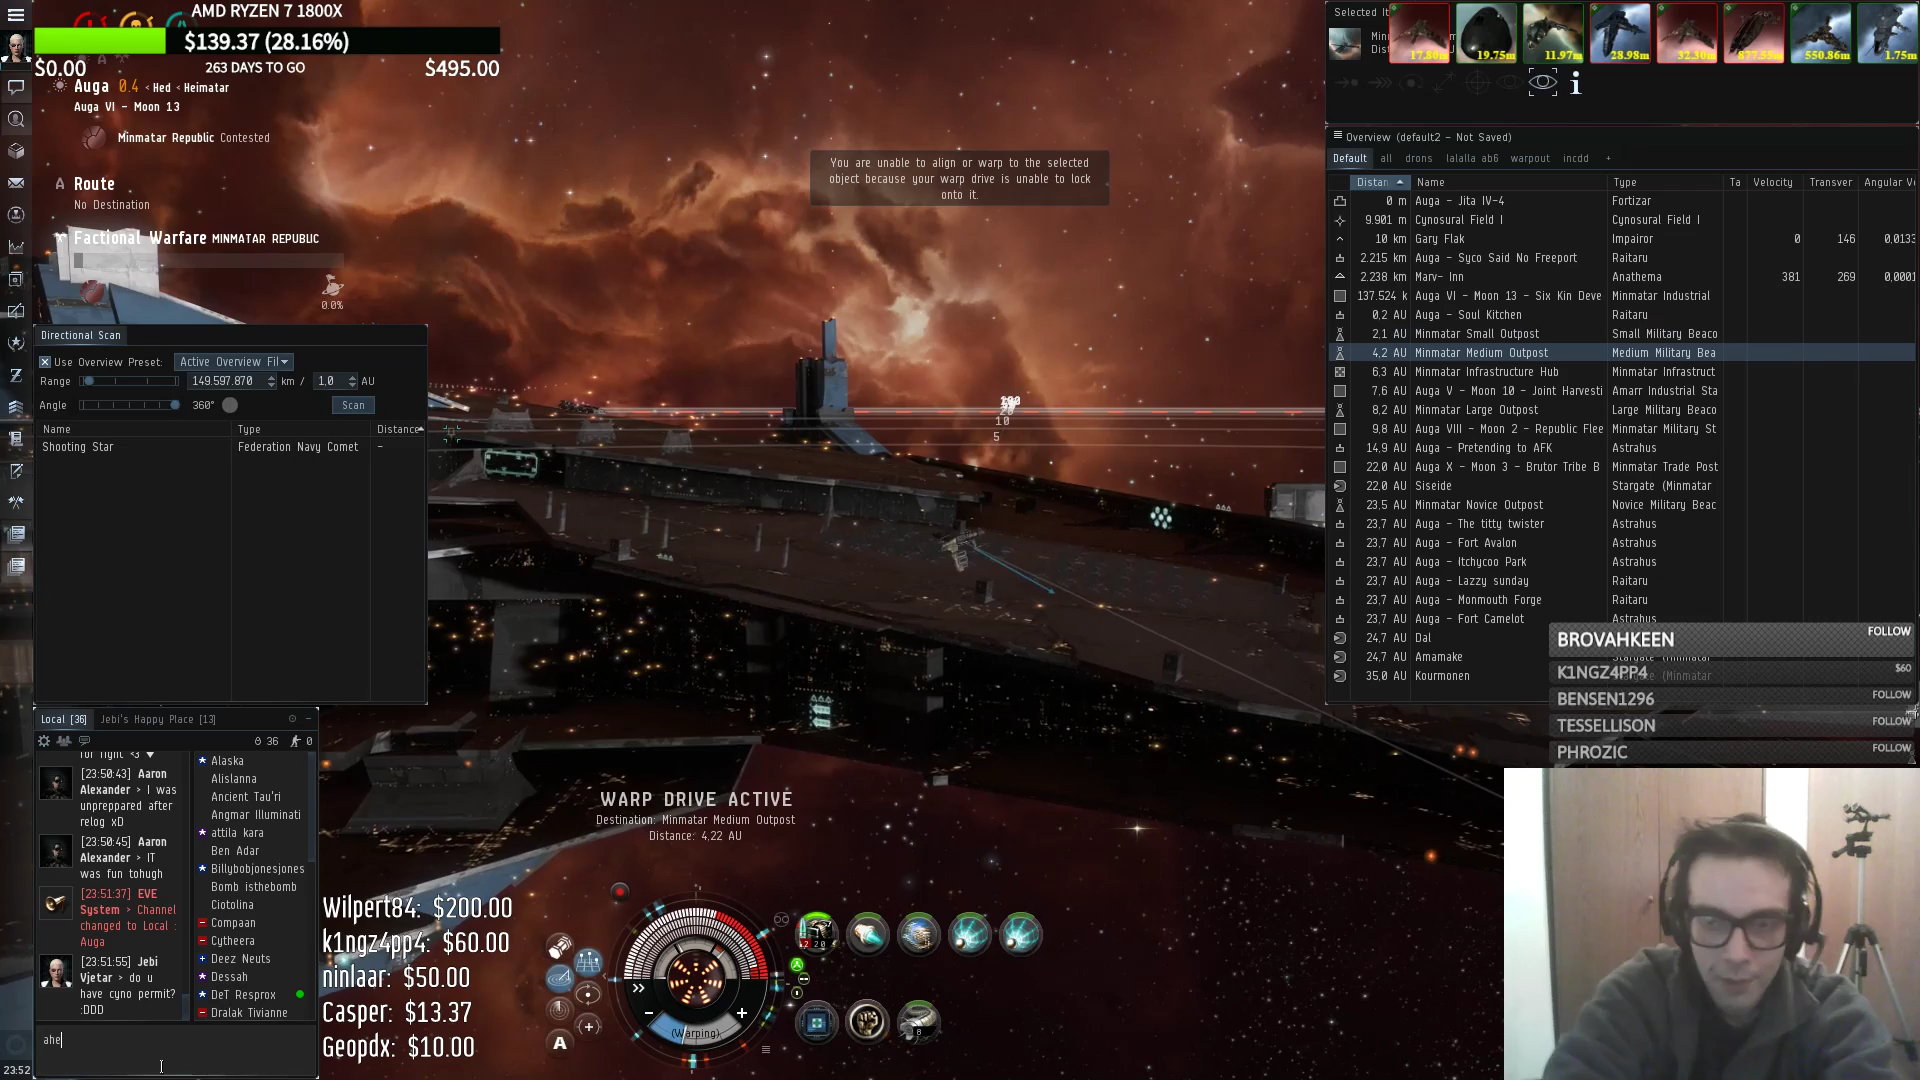 AMD RYZEN 7 1800X
$139.37 (28.16%)
$0.00
263 DAYS TO GO
$495.00
Auga 0.4 < Hed < Heimatar
Auga VI - Moon 13
Minmatar Republic Contested
Route
No Destination
Factional Warfare MINMATAR REPUBLIC
0.0%
You are unable to align or warp to the selected
object because your warp drive is unable to lock
onto it.
Directional Scan
Use Overview Preset: Active Overview Fil
Range 149.597.870 km / 1,0 AU
Angle 360° Scan
Name Type Distance
Shooting Star Federation Navy Comet -
Local [36] Jebi's Happy Place [13]
36 0
for fight <3
[23:50:43] Aaron
Alexander > I was
unpreppared after
relog xD
[23:50:45] Aaron
Alexander > IT
was fun tohugh
[23:51:37] EVE
System > Channel
changed to Local :
Auga
[23:51:55] Jebi
Vjetar > do u
have cyno permit?
:DDD
Alaska
Alislanna
Ancient Tau'ri
Angmar Illuminati
attila kara
Ben Adar
Billybobjonesjones
Bomb isthebomb
Ciotolina
Compaan
Cytheera
Deez Neuts
Dessah
DeT Resprox
Dralak Tivianne
ahe
23:52
WARP DRIVE ACTIVE
Destination: Minmatar Medium Outpost
Distance: 4,22 AU
10
5
Wilpert84: $200.00
k1ngz4pp4: $60.00
ninlaar: $50.00
Casper: $13.37
Geopdx: $10.00
(Warping)
A
2 20
8
Selected It
17.80m
19.75m
11.97m
28.98m
32.30m
877.55m
550.86m
1.75m
Overview (default2 - Not Saved)
Default all drons lalalla ab6 warpout incdd +
Distan Name Type Ta Velocity Transver Angular Ve
0 m Auga - Jita IV-4 Fortizar
9.901 m Cynosural Field I Cynosural Field I
10 km Gary Flak Impairor 0 146 0,0133
2.215 km Auga - Syco Said No Freeport Raitaru
2.238 km Marv- Inn Anathema 381 269 0,0001
137.524 k Auga VI - Moon 13 - Six Kin Deve Minmatar Industrial
0,2 AU Auga - Soul Kitchen Raitaru
2,1 AU Minmatar Small Outpost Small Military Beaco
4,2 AU Minmatar Medium Outpost Medium Military Bea
6,3 AU Minmatar Infrastructure Hub Minmatar Infrastruct
7,6 AU Auga V - Moon 10 - Joint Harvesti Amarr Industrial Sta
8,2 AU Minmatar Large Outpost Large Military Beaco
9,8 AU Auga VIII - Moon 2 - Republic Flee Minmatar Military St
14,9 AU Auga - Pretending to AFK Astrahus
22,0 AU Auga X - Moon 3 - Brutor Tribe B Minmatar Trade Post
22,0 AU Siseide Stargate (Minmatar
23,5 AU Minmatar Novice Outpost Novice Military Beac
23,7 AU Auga - The titty twister Astrahus
23,7 AU Auga - Fort Avalon Astrahus
23,7 AU Auga - Itchycoo Park Astrahus
23,7 AU Auga - Lazzy sunday Raitaru
23,7 AU Auga - Monmouth Forge Raitaru
23,7 AU Auga - Fort Camelot Astrahus
24,7 AU Dal
24,7 AU Amamake Stargate (Minmatar
35,0 AU Kourmonen Stargate (Minmatar
BROVAHKEEN FOLLOW
K1NGZ4PP4 $60
BENSEN1296 FOLLOW
TESSELLISON FOLLOW
PHROZIC FOLLOW